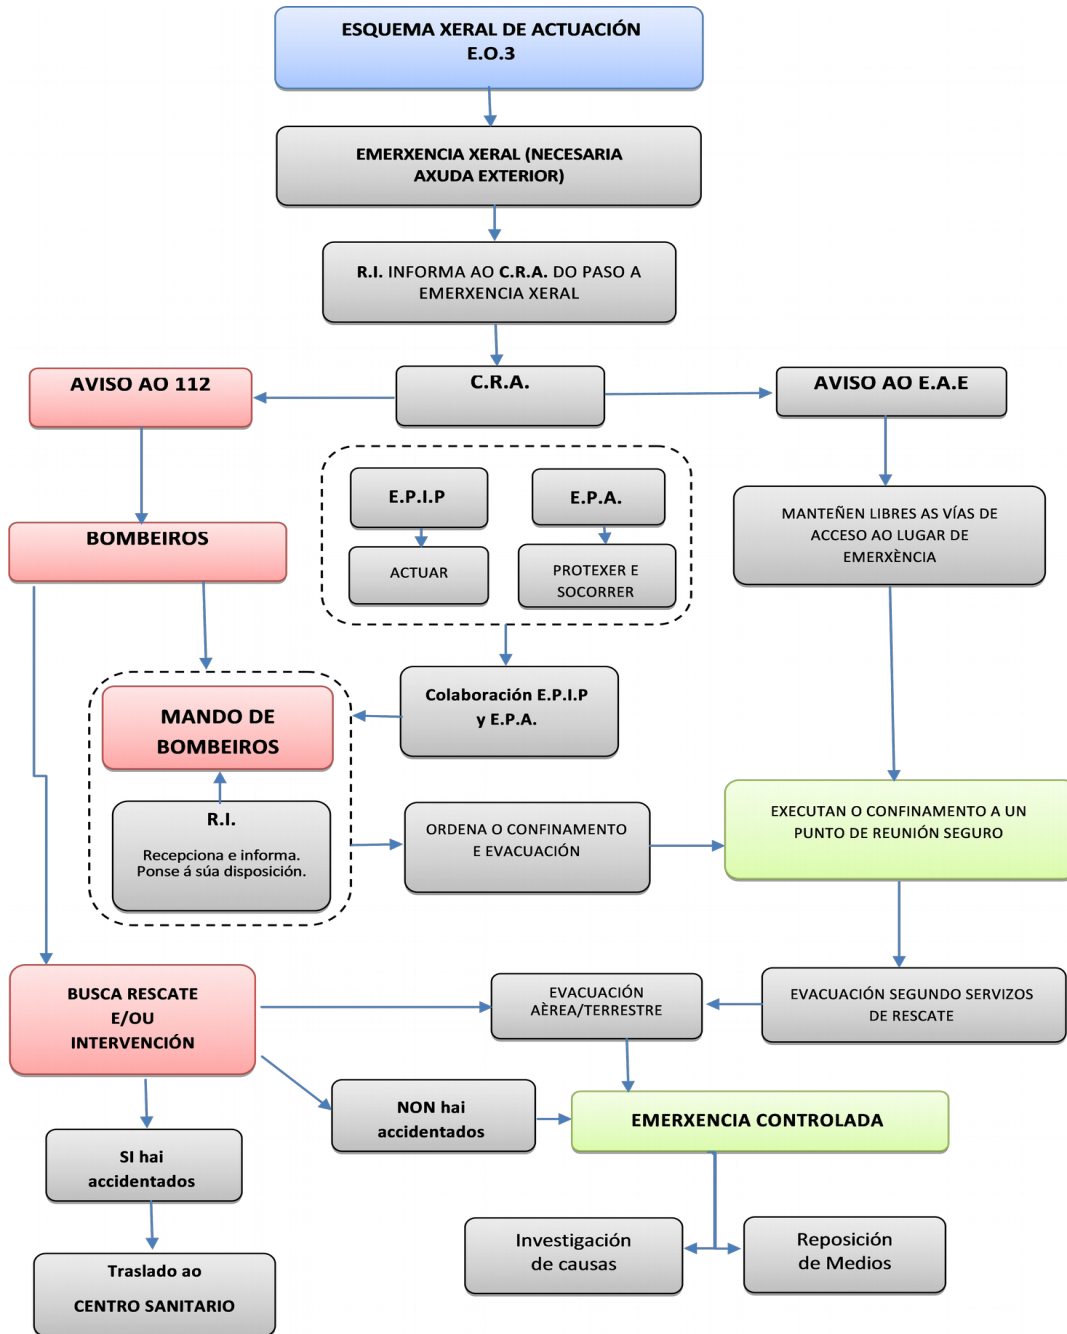 ESQUEMA XERAL DE ACTUACIÓN
E.O.3
EMERXENCIA XERAL (NECESARIA
AXUDA EXTERIOR)
R.I. INFORMA AO C.R.A. DO PASO A
EMERXENCIA XERAL
AVISO AO 112
C.R.A.
AVISO AO E.A.E
E.P.I.P
E.P.A.
ACTUAR
PROTEXER E
SOCORRER
MANTEÑEN LIBRES AS VÍAS DE
ACCESO AO LUGAR DE
EMERXÈNCIA
BOMBEIROS
Colaboración E.P.I.P
y E.P.A.
MANDO DE
BOMBEIROS
R.I.
Recepciona e informa.
Ponse á súa disposición.
ORDENA O CONFINAMENTO
E EVACUACIÓN
EXECUTAN O CONFINAMENTO A UN
PUNTO DE REUNIÓN SEGURO
BUSCA RESCATE
E/OU
INTERVENCIÓN
EVACUACIÓN
AÈREA/TERRESTRE
EVACUACIÓN SEGUNDO SERVIZOS
DE RESCATE
NON hai
accidentados
EMERXENCIA CONTROLADA
SI hai
accidentados
Investigación
de causas
Reposición
de Medios
Traslado ao
CENTRO SANITARIO